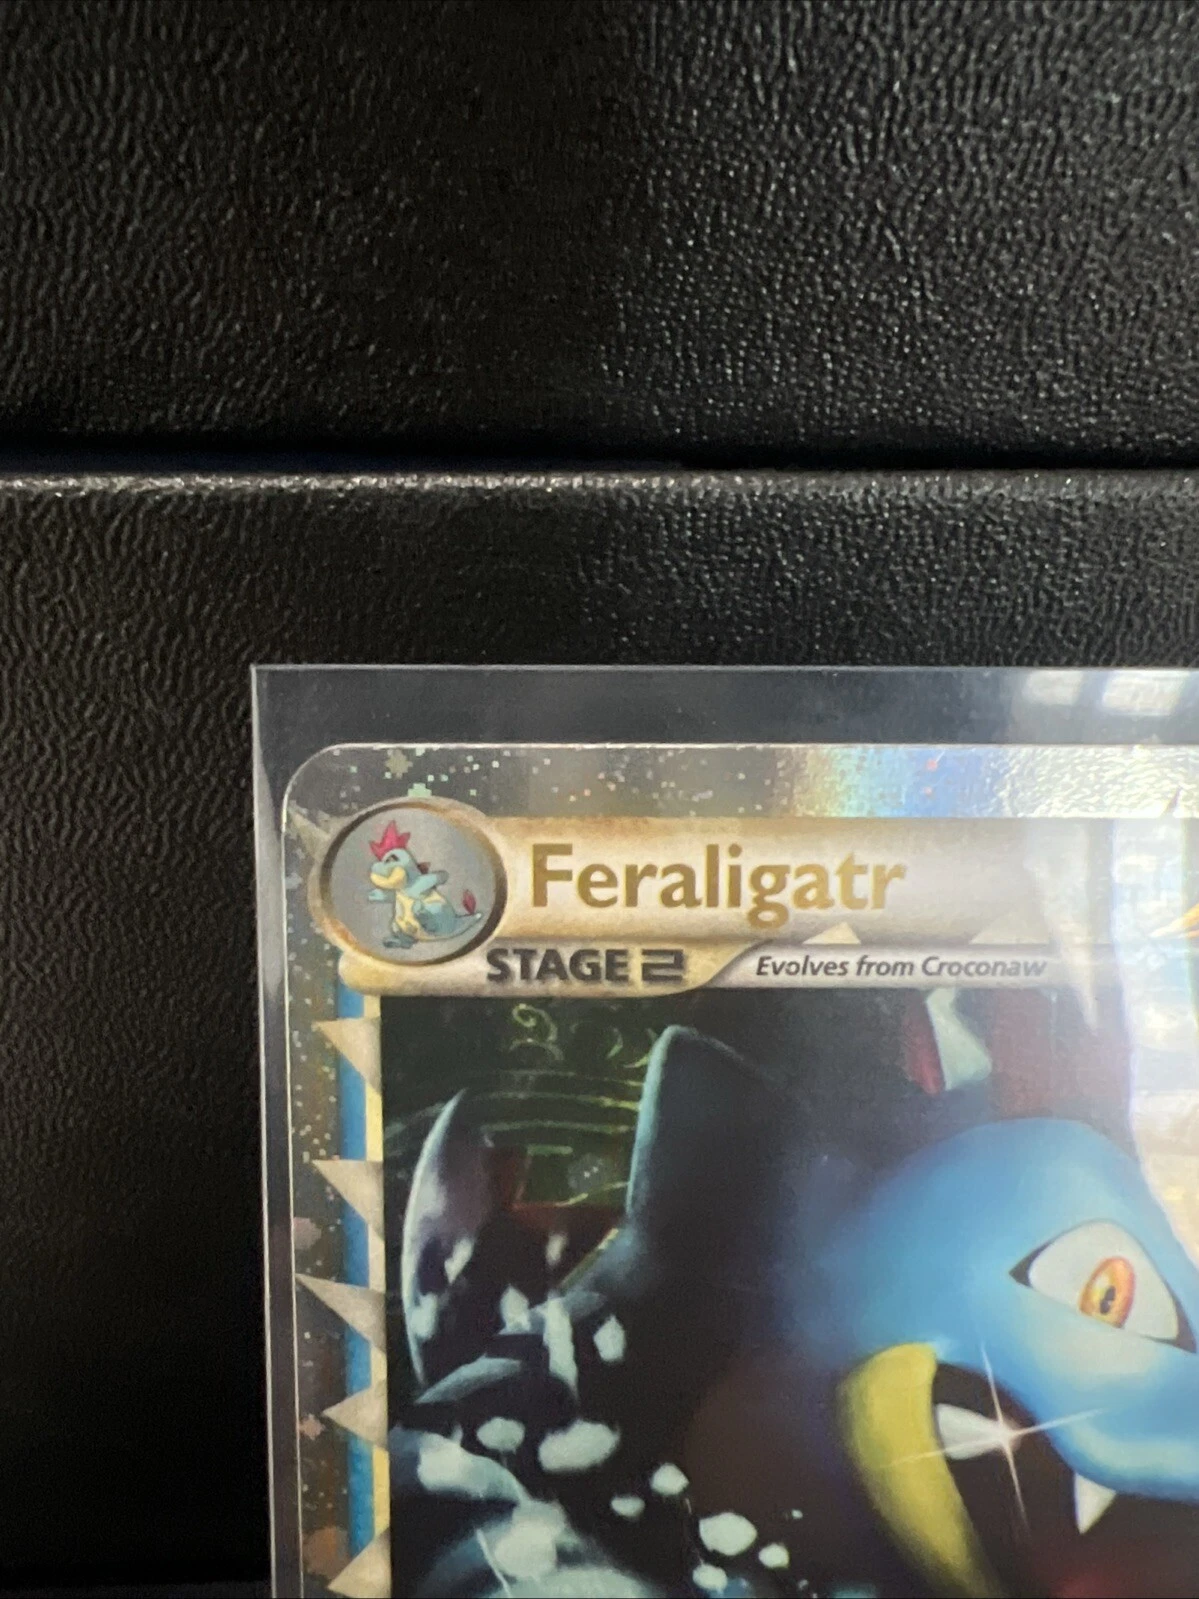 Feraligatr
STAGE 2
Evolves from Croconaw